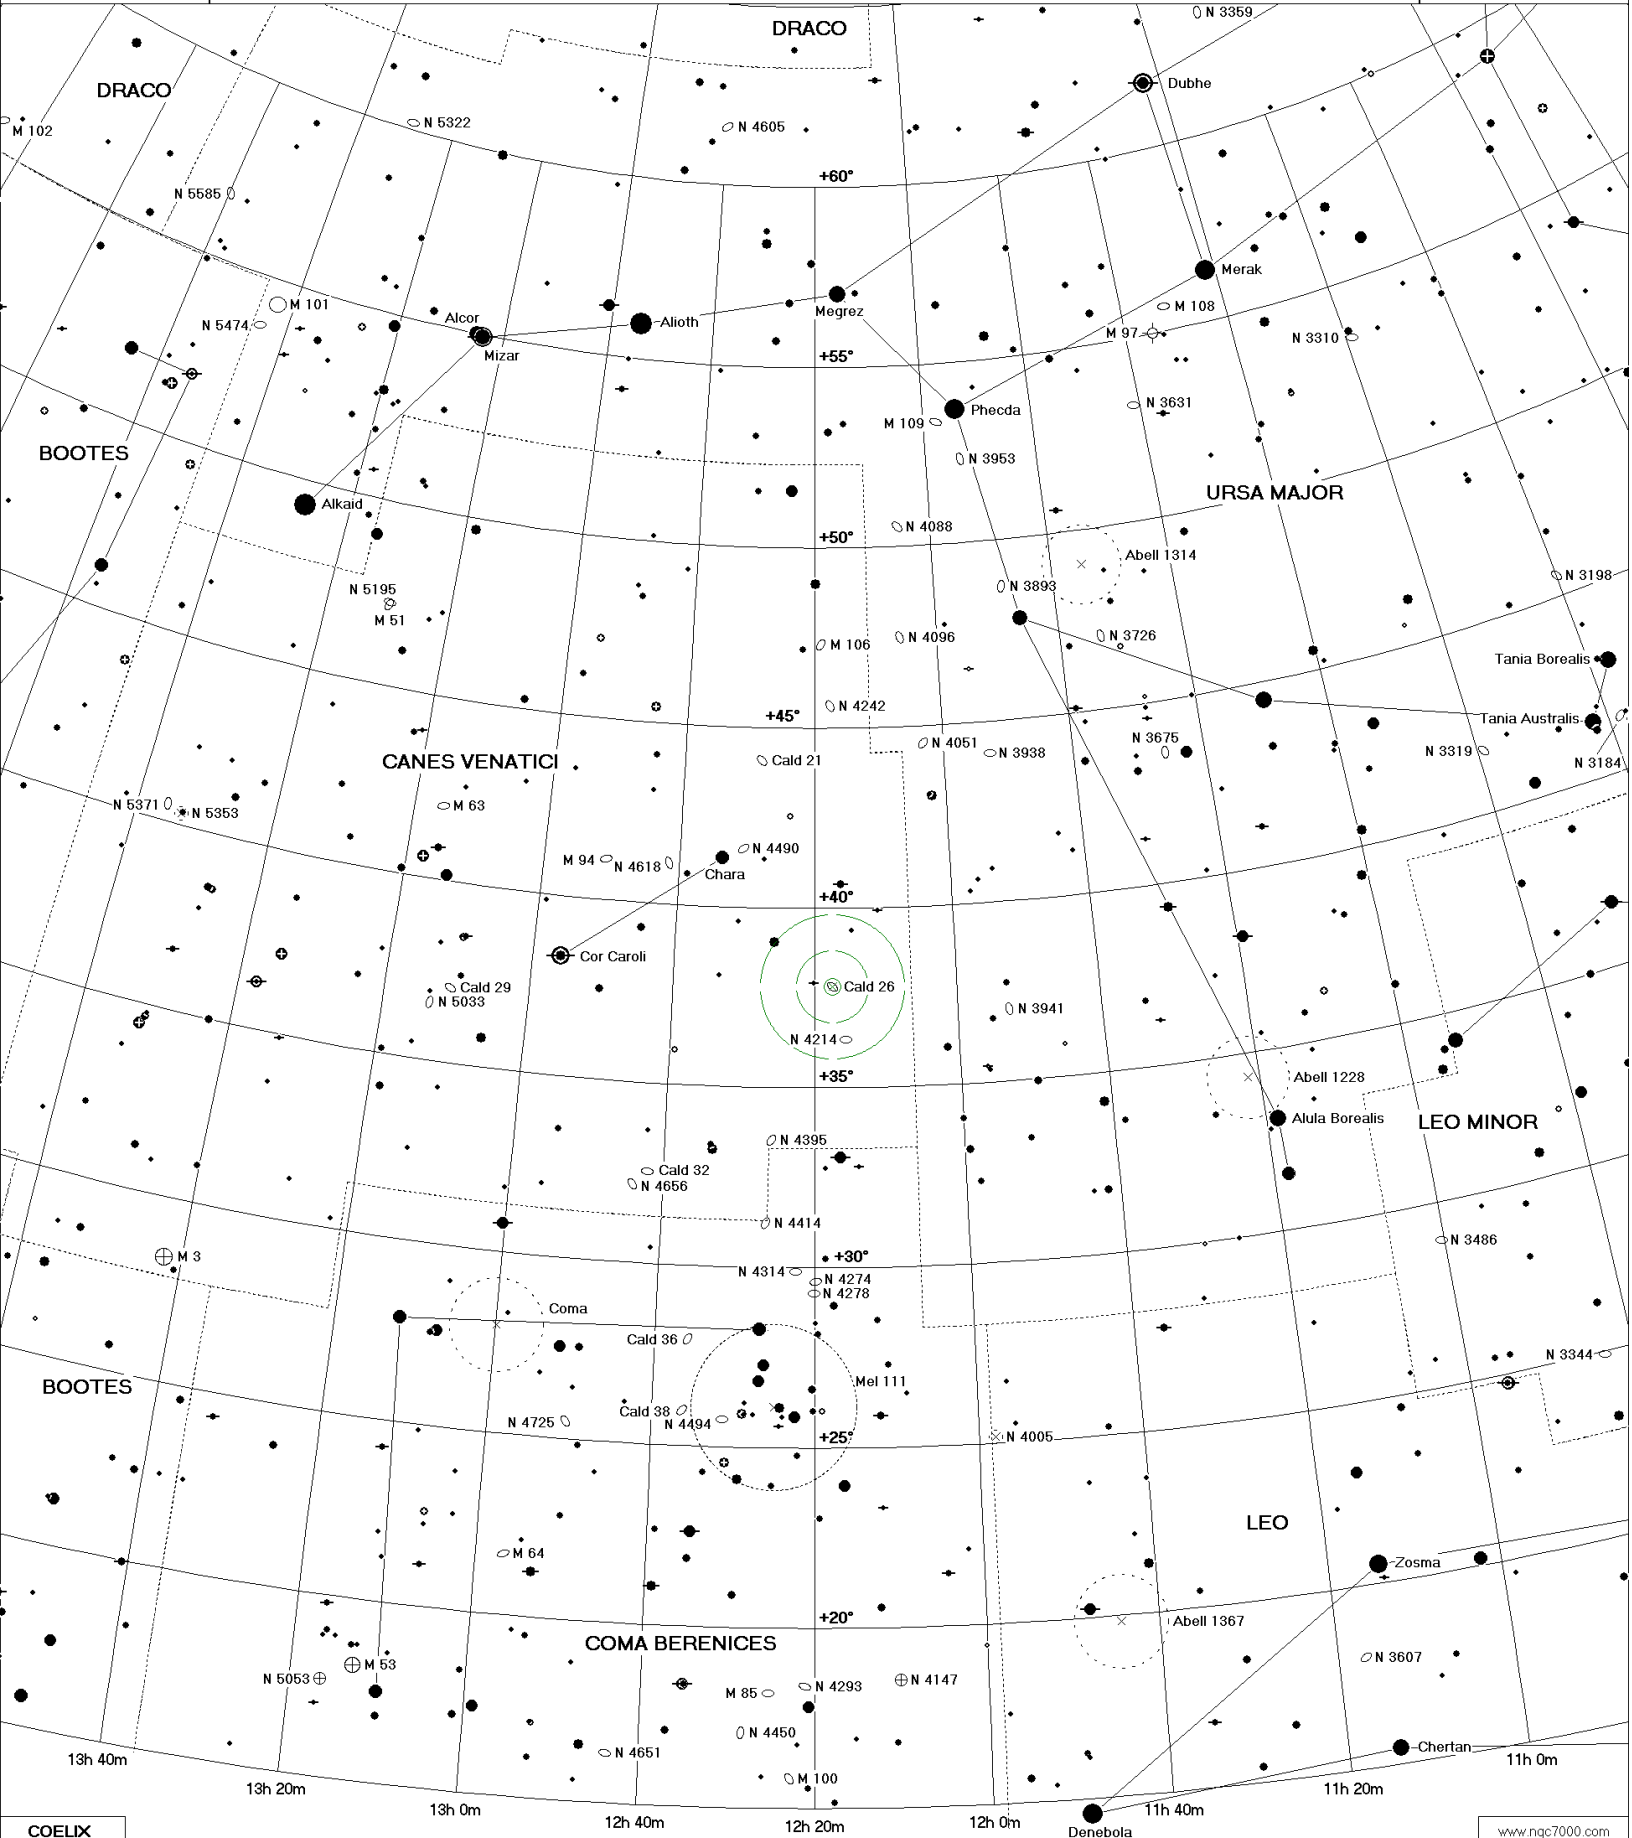 N 3359
DRACO
Dubhe
DRACO
M 102
N 5322
N 4605
+60°
N 5585
Merak
M 101
M 108
Alcor
Alioth
Megrez
N 5474
M 97
N 3310
Mizar
+55°
N 3631
Phecda
M 109
BOOTES
N 3953
URSA MAJOR
Alkaid
N 4088
+50°
Abell 1314
N 3198
N 5195
N 3893
M 51
N 4096
N 3726
M 106
Tania Borealis
N 4242
+45°
Tania Australis
N 3675
N 4051
N 3938
N 3319
CANES VENATICI
Cald 21
N 3184
N 5371
M 63
N 5353
N 4490
M 94
N 4618
Chara
+40°
Cor Caroli
Cald 29
Cald 26
N 5033
N 3941
N 4214
+35°
Abell 1228
Alula Borealis
LEO MINOR
N 4395
Cald 32
N 4656
N 4414
N 3486
M 3
+30°
N 4314
N 4274
N 4278
Coma
Cald 36
N 3344
Mel 111
BOOTES
Cald 38
N 4725
N 4494
+25°
N 4005
LEO
M 64
Zosma
+20°
Abell 1367
COMA BERENICES
N 3607
M 53
N 5053
N 4147
N 4293
M 85
N 4450
Chertan
N 4651
13h 40m
M 100
13h 20m
11h 0m
11h 20m
13h 0m
11h 40m
12h 40m
12h 20m
12h 0m
Denebola
COELIX
www.ngc7000.com